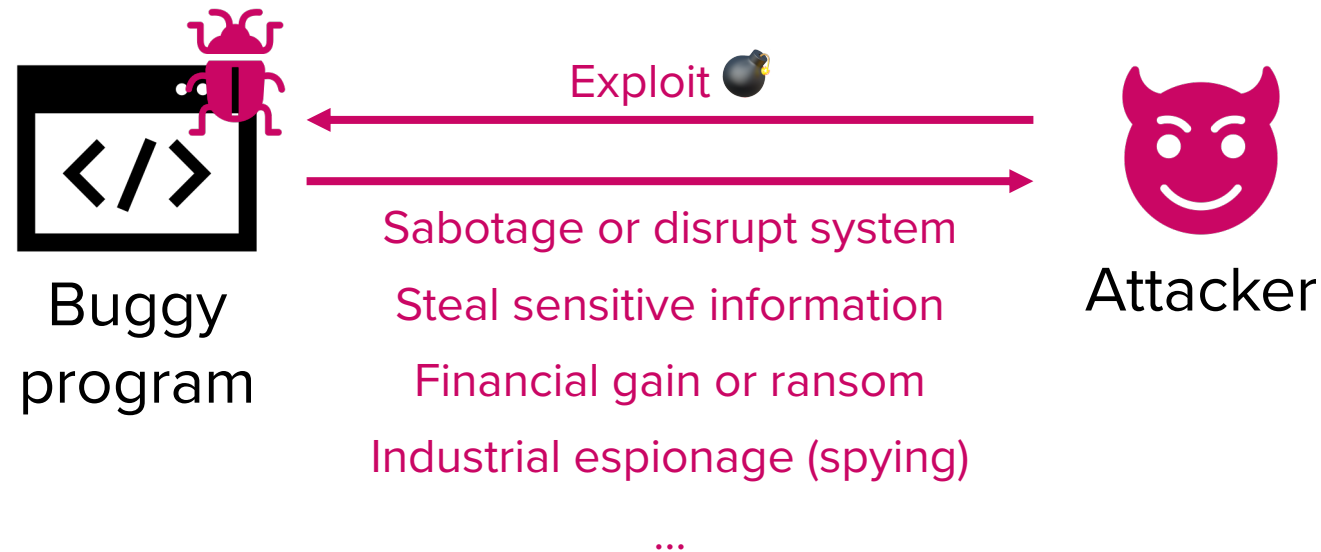 Exploit 💣
</>
Sabotage or disrupt system
Steal sensitive information
Financial gain or ransom
Industrial espionage (spying)
...
Buggy
program
Attacker